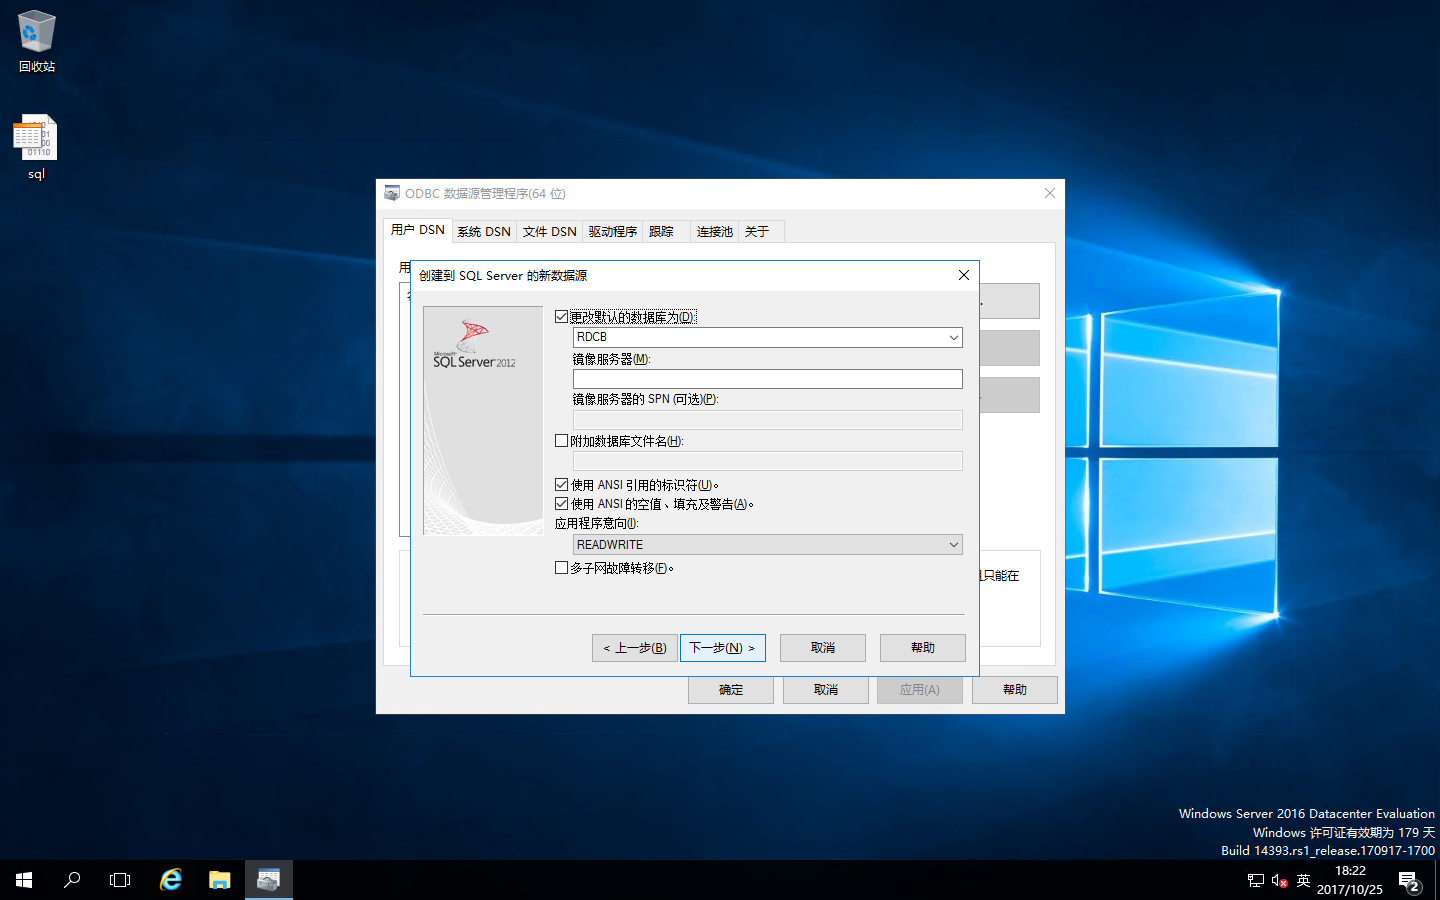 回收站
sql
ODBC 数据源管理程序(64 位)
用户 DSN
系统 DSN
文件 DSN
驱动程序
跟踪
连接池
关于
用
创建到 SQL Server 的新数据源
Microsoft
SQL Server 2012
更改默认的数据库为(D):
RDCB
镜像服务器(M):
镜像服务器的 SPN (可选)(P):
附加数据库文件名(H):
使用 ANSI 引用的标识符(U)。
使用 ANSI 的空值、填充及警告(A)。
应用程序意向(I):
READWRITE
多子网故障转移(F)。
且只能在
< 上一步(B)
下一步(N) >
取消
帮助
确定
取消
应用(A)
帮助
Windows Server 2016 Datacenter Evaluation
Windows 许可证有效期为 179 天
Build 14393.rs1_release.170917-1700
英
18:22
2017/10/25
2